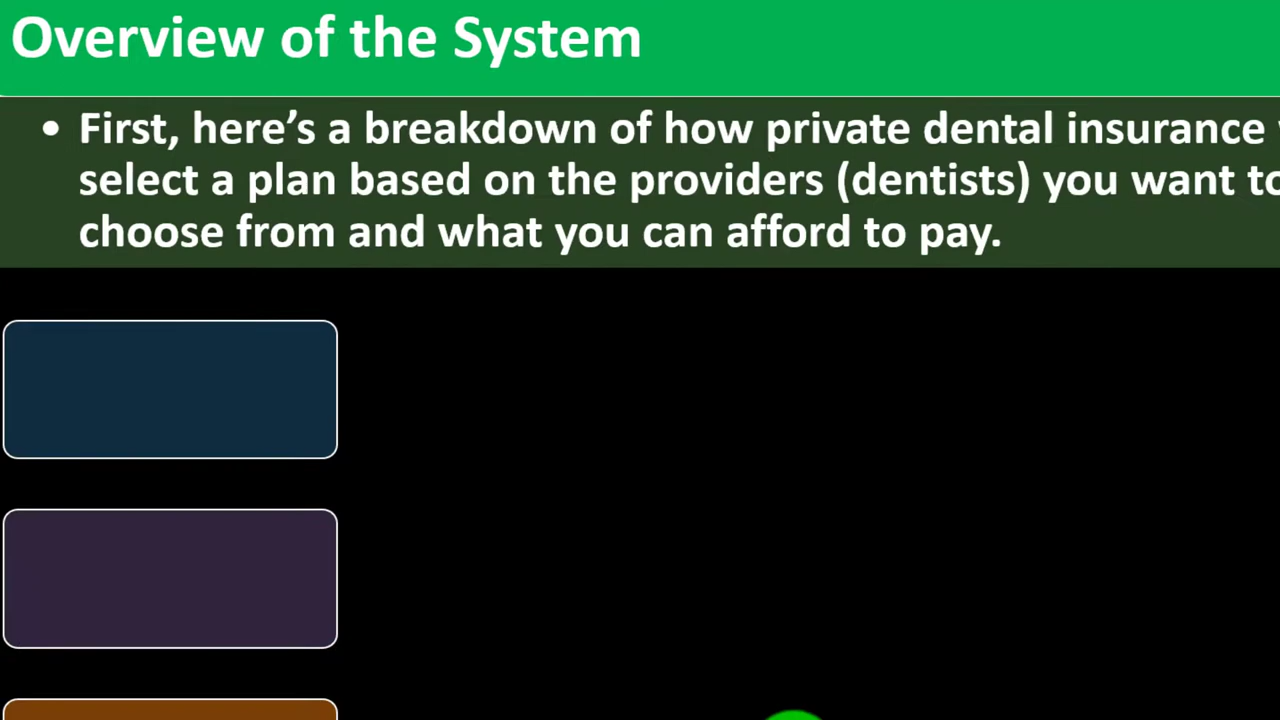 Overview of the System
• First, here's a breakdown of how private dental insurance
select a plan based on the providers (dentists) you want to
choose from and what you can afford to pay.